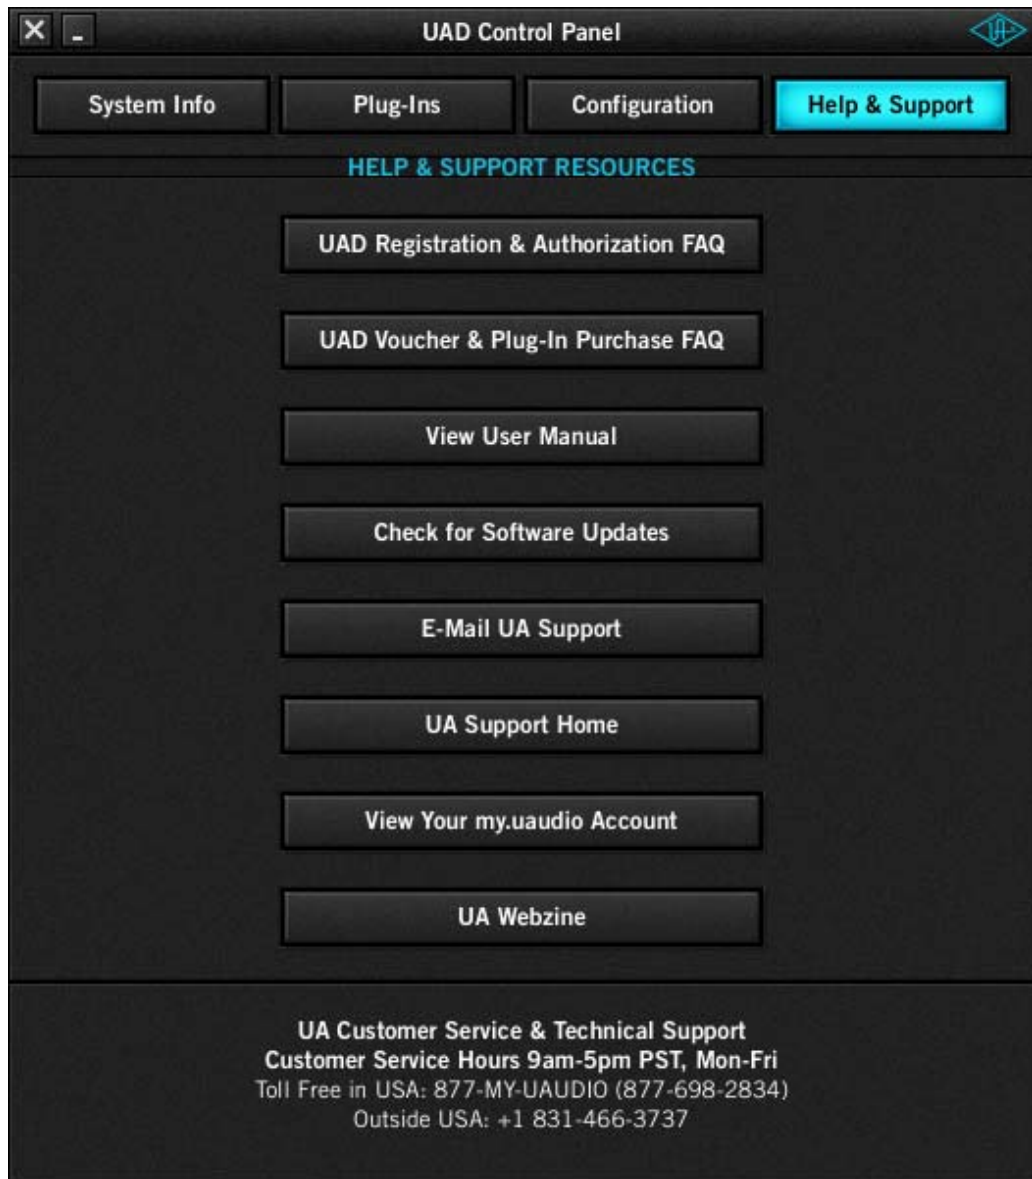 UAD Control Panel
System Info
Plug-Ins
Configuration
Help & Support
HELP & SUPPORT RESOURCES
UAD Registration & Authorization FAQ
UAD Voucher & Plug-In Purchase FAQ
View User Manual
Check for Software Updates
E-Mail UA Support
UA Support Home
View Your my.uaudio Account
UA Webzine
UA Customer Service & Technical Support
Customer Service Hours 9am-5pm PST, Mon-Fri
Toll Free in USA: 877-MY-UAUDIO (877-698-2834)
Outside USA: +1 831-466-3737